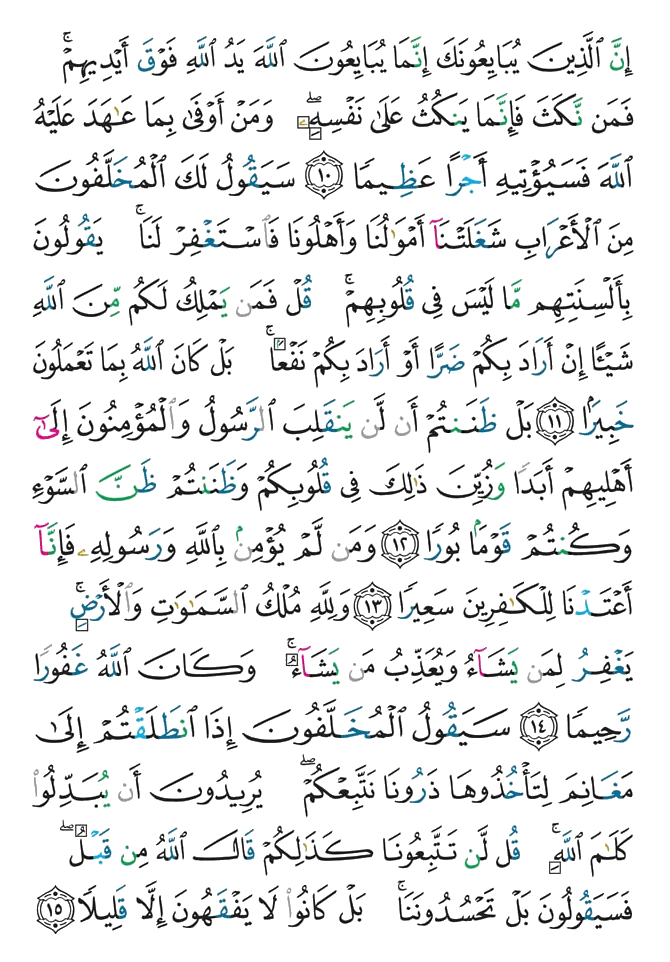 إِنَّ ٱلَّذِينَ يُبَايِعُونَكَ إِنَّمَا يُبَايِعُونَ ٱللَّهَ يَدُ ٱللَّهِ فَوْقَ أَيْدِيهِمْۚ
فَمَن نَّكَثَ فَإِنَّمَا يَنكُثُ عَلَىٰ نَفْسِهِۦۖ وَمَنْ أَوْفَىٰ بِمَا عَـٰهَدَ عَلَيْهُ
ٱللَّهَ فَسَيُؤْتِيهِ أَجْرًا عَظِيمًا ۝١٠ سَيَقُولُ لَكَ ٱلْمُخَلَّفُونَ
مِنَ ٱلْأَعْرَابِ شَغَلَتْنَآ أَمْوَٰلُنَا وَأَهْلُونَا فَٱسْتَغْفِرْ لَنَاۚ يَقُولُونَ
بِأَلْسِنَتِهِم مَّا لَيْسَ فِى قُلُوبِهِمْۚ قُلْ فَمَن يَمْلِكُ لَكُم مِّنَ ٱللَّهِ
شَيْـًٔا إِنْ أَرَادَ بِكُمْ ضَرًّا أَوْ أَرَادَ بِكُمْ نَفْعَۢاۚ بَلْ كَانَ ٱللَّهُ بِمَا تَعْمَلُونَ
خَبِيرَۢا ۝١١ بَلْ ظَنَنتُمْ أَن لَّن يَنقَلِبَ ٱلرَّسُولُ وَٱلْمُؤْمِنُونَ إِلَىٰٓ
أَهْلِيهِمْ أَبَدًا وَزُيِّنَ ذَٰلِكَ فِى قُلُوبِكُمْ وَظَنَنتُمْ ظَنَّ ٱلسَّوْءِ
وَكُنتُمْ قَوْمَۢا بُورًا ۝١٢ وَمَن لَّمْ يُؤْمِنۢ بِٱللَّهِ وَرَسُولِهِۦ فَإِنَّآ
أَعْتَدْنَا لِلْكَـٰفِرِينَ سَعِيرًا ۝١٣ وَلِلَّهِ مُلْكُ ٱلسَّمَـٰوَٰتِ وَٱلْأَرْضِۚ
يَغْفِرُ لِمَن يَشَآءُ وَيُعَذِّبُ مَن يَشَآءُۚ وَكَانَ ٱللَّهُ غَفُورًا
رَّحِيمًا ۝١٤ سَيَقُولُ ٱلْمُخَلَّفُونَ إِذَا ٱنطَلَقْتُمْ إِلَىٰ
مَغَانِمَ لِتَأْخُذُوهَا ذَرُونَا نَتَّبِعْكُمْۖ يُرِيدُونَ أَن يُبَدِّلُوا۟
كَلَـٰمَ ٱللَّهِۚ قُل لَّن تَتَّبِعُونَا كَذَٰلِكُمْ قَالَ ٱللَّهُ مِن قَبْلُۖ
فَسَيَقُولُونَ بَلْ تَحْسُدُونَنَاۚ بَلْ كَانُوا۟ لَا يَفْقَهُونَ إِلَّا قَلِيلًا ۝١٥